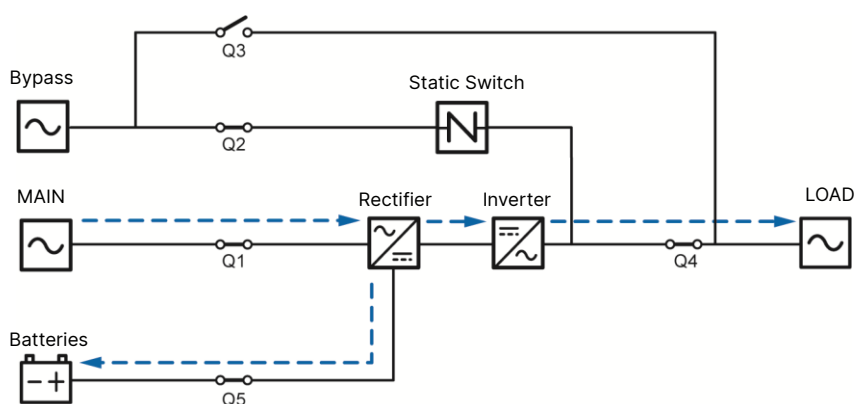 Q3
Bypass
Static Switch
Q2
MAIN
Rectifier
Inverter
LOAD
Q1
Q4
Batteries
Q5